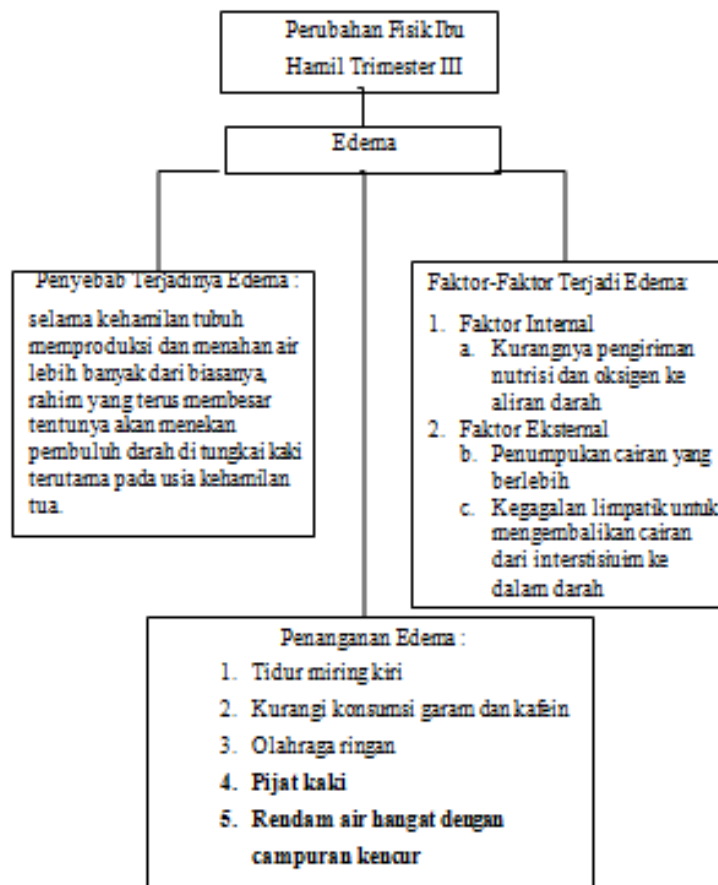 Perubahan Fisik Ibu
Hamil Trimester III
Edema
Penyebab Terjadinya Edema :
selama kehamilan tubuh
memproduksi dan menahan air
lebih banyak dari biasanya,
rahim yang terus membesar
tentunya akan menekan
pembuluh darah di tungkai kaki
terutama pada usia kehamilan
tua.
Faktor-Faktor Terjadi Edema:
1. Faktor Internal
a. Kurangnya pengiriman
nutrisi dan oksigen ke
aliran darah
2. Faktor Eksternal
b. Penumpukan cairan yang
berlebih
c. Kegagalan limpatik untuk
mengembalikan cairan
dari interstisiuim ke
dalam darah
Penanganan Edema :
1. Tidur miring kiri
2. Kurangi konsumsi garam dan kafein
3. Olahraga ringan
4. Pijat kaki
5. Rendam air hangat dengan
campuran kencur